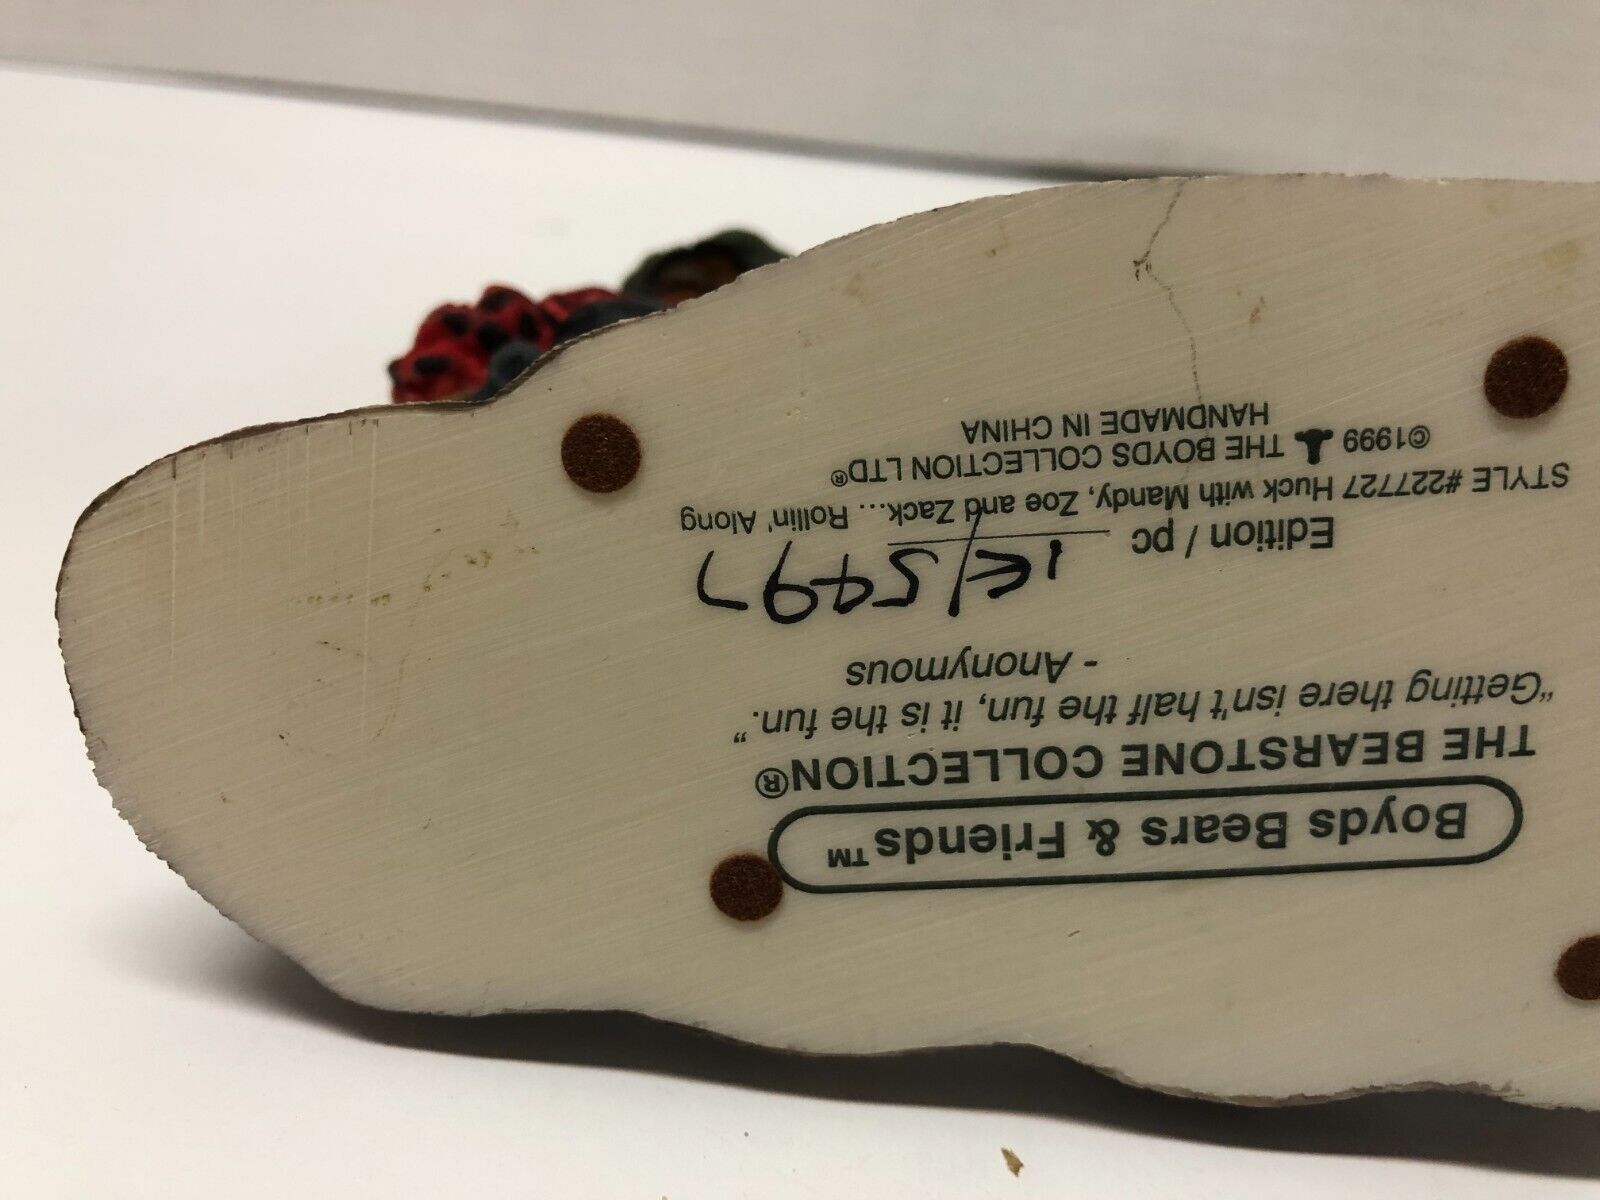 Boyds Bears & Friends™
THE BEARSTONE COLLECTION®
"Getting there isn't half the fun, it is the fun."
- Anonymous
1E/5497
Edition / pc
STYLE #227727 Huck with Mandy, Zoe and Zack... Rollin' Along
©1999 THE BOYDS COLLECTION LTD®
HANDMADE IN CHINA